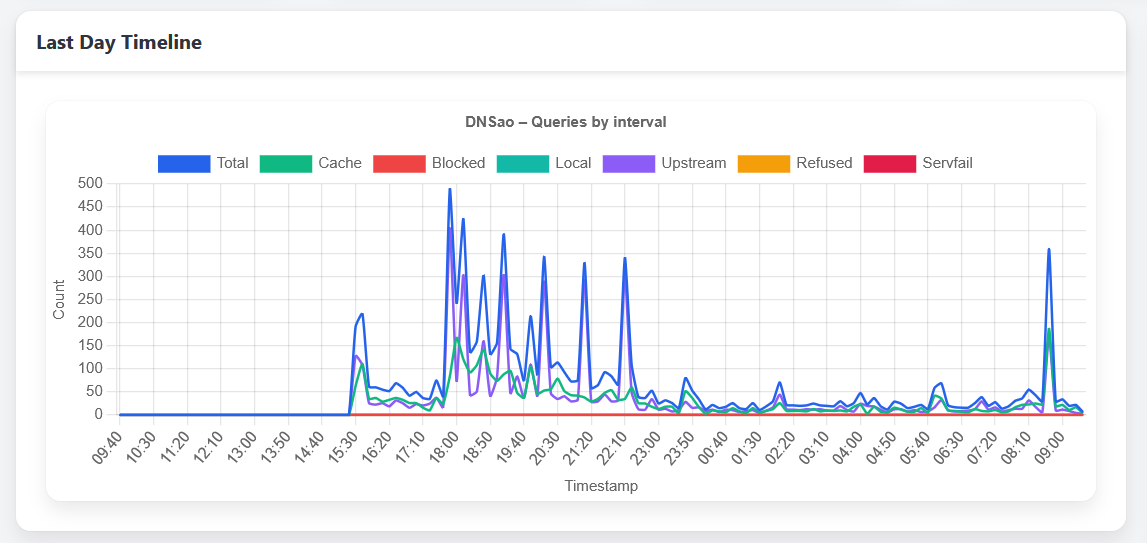 Last Day Timeline
DNSao – Queries by interval
Total Cache Blocked Local Upstream Refused Servfail
500
450
400
350
300
250
200
150
100
50
0
Count
09:40 10:30 11:20 12:10 13:00 13:50 14:40 15:30 16:20 17:10 18:00 18:50 19:40 20:30 21:20 22:10 23:00 23:50 00:40 01:30 02:20 03:10 04:00 04:50 05:40 06:30 07:20 08:10 09:00
Timestamp